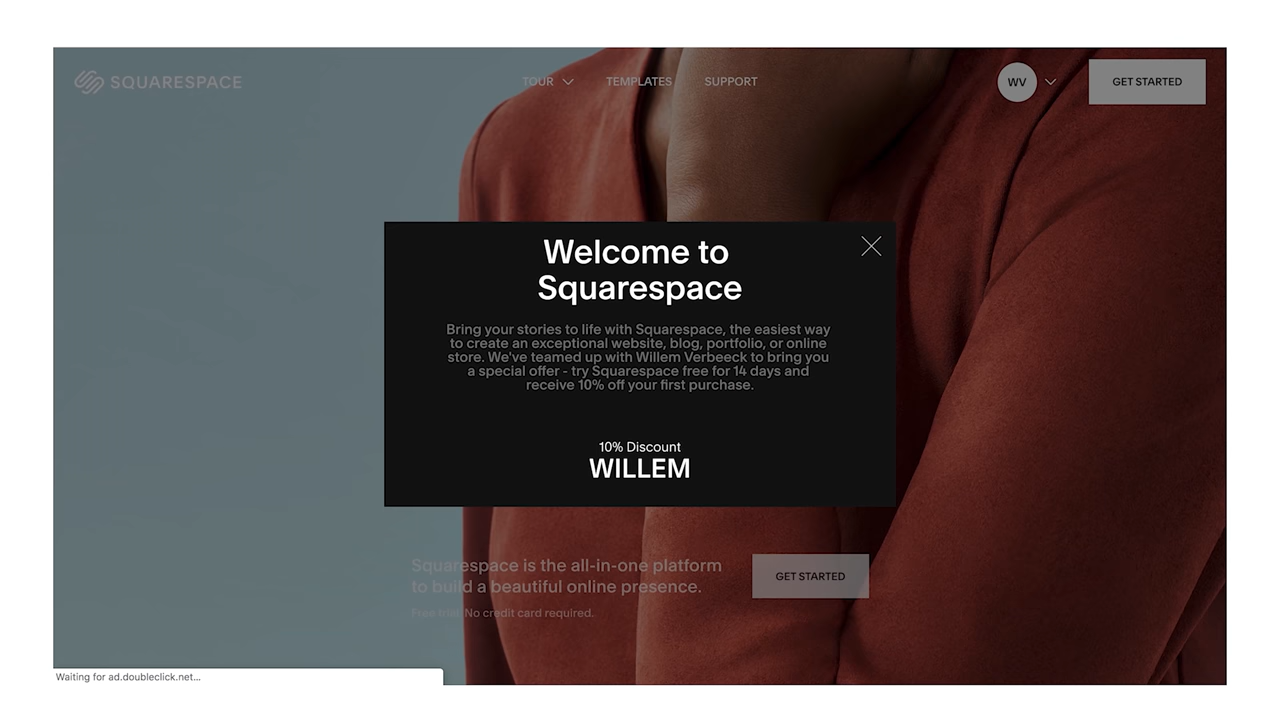 SQUARESPACE
TOUR
TEMPLATES
SUPPORT
WV
GET STARTED
Welcome to
Squarespace
Bring your stories to life with Squarespace, the easiest way
to create an exceptional website, blog, portfolio, or online
store. We've teamed up with Willem Verbeeck to bring you
a special offer - try Squarespace free for 14 days and
receive 10% off your first purchase.
10% Discount
WILLEM
Squarespace is the all-in-one platform
to build a beautiful online presence.
GET STARTED
Free trial. No credit card required.
Waiting for ad.doubleclick.net...